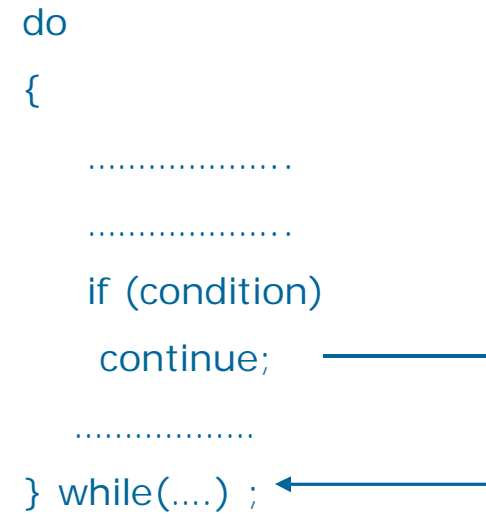 do
{
....................
....................
if (condition)
continue;
..................
} while(....) ;